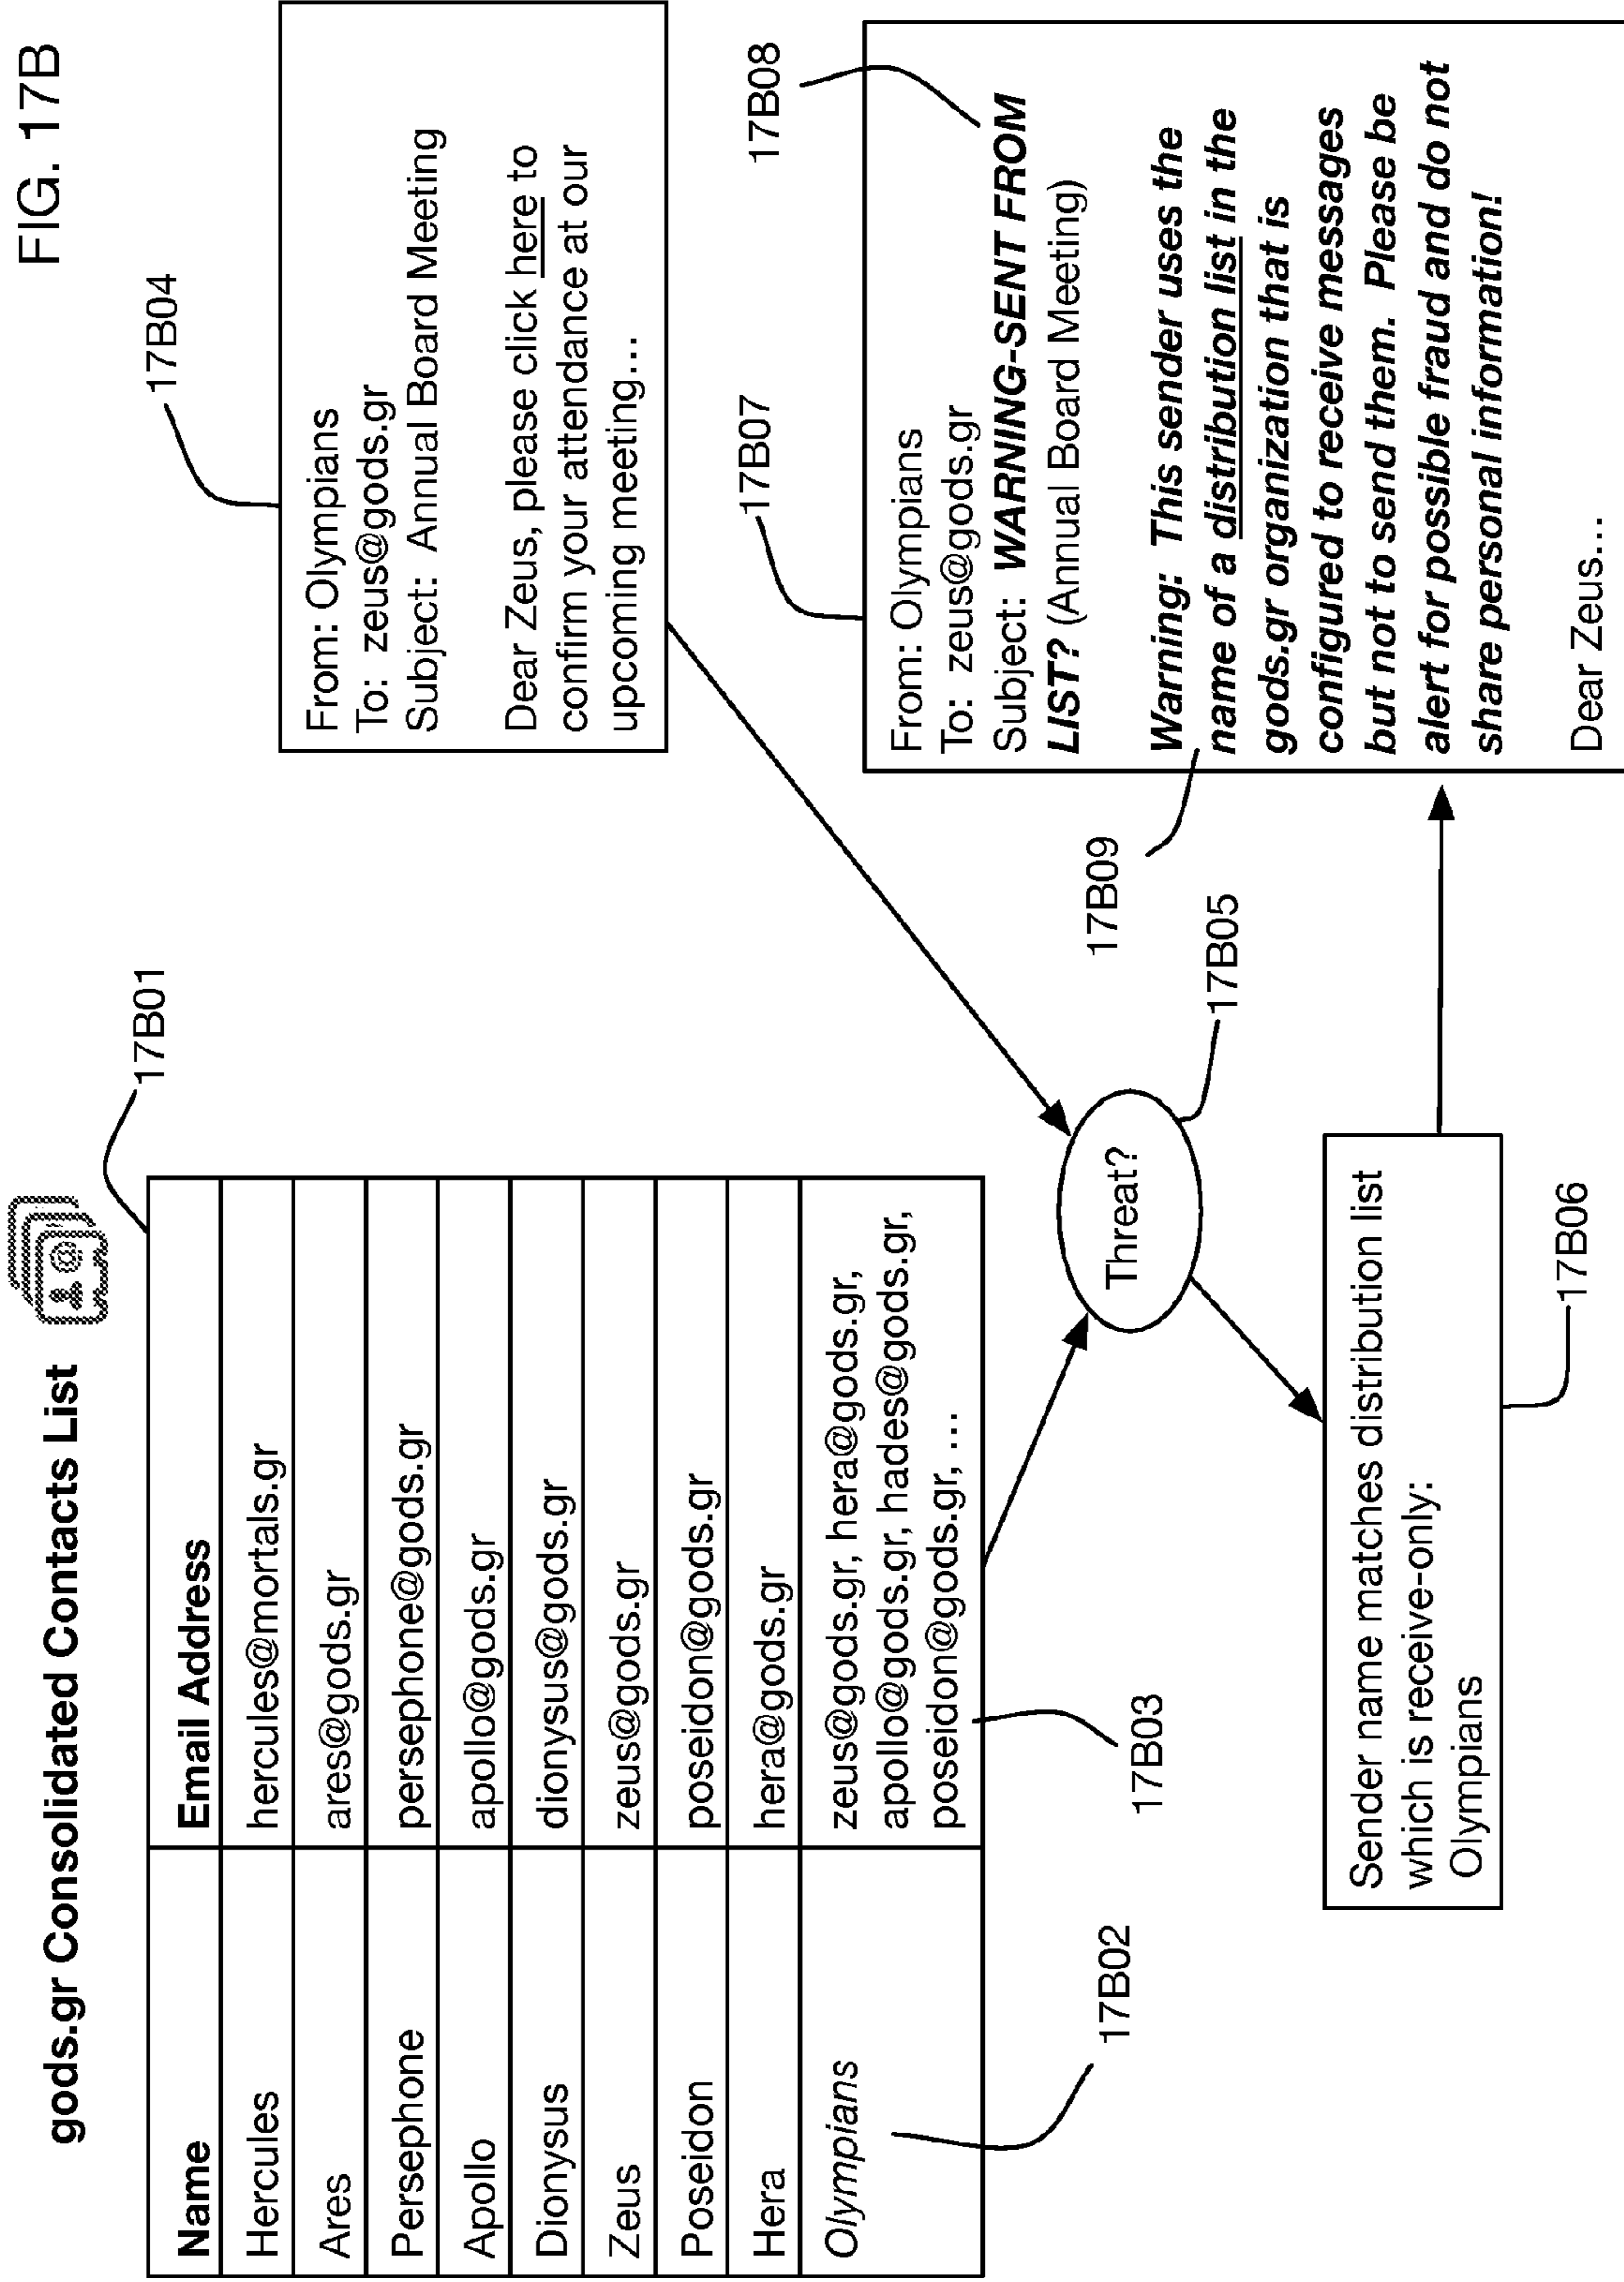 FIG. 17B
gods.gr Consolidated Contacts List
17B01
Name Email Address
Hercules hercules@mortals.gr
Ares ares@gods.gr
Persephone persephone@gods.gr
Apollo apollo@gods.gr
Dionysus dionysus@gods.gr
Zeus zeus@gods.gr
Poseidon poseidon@gods.gr
Hera hera@gods.gr
Olympians zeus@gods.gr, hera@gods.gr,
apollo@gods.gr, hades@gods.gr,
poseidon@gods.gr, ...
17B02
17B03
17B04
From: Olympians
To: zeus@gods.gr
Subject: Annual Board Meeting
Dear Zeus, please click here to
confirm your attendance at our
upcoming meeting...
Threat?
17B05
Sender name matches distribution list
which is receive-only:
Olympians
17B06
17B07
17B08
From: Olympians
To: zeus@gods.gr
Subject: WARNING-SENT FROM
LIST? (Annual Board Meeting)
17B09
Warning: This sender uses the
name of a distribution list in the
gods.gr organization that is
configured to receive messages
but not to send them. Please be
alert for possible fraud and do not
share personal information!
Dear Zeus...